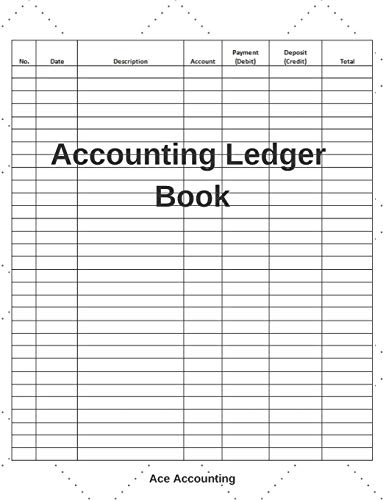 Payment Deposit
No. Date Description Account (Debit) (Credit) Total
Accounting Ledger
Book
Ace Accounting